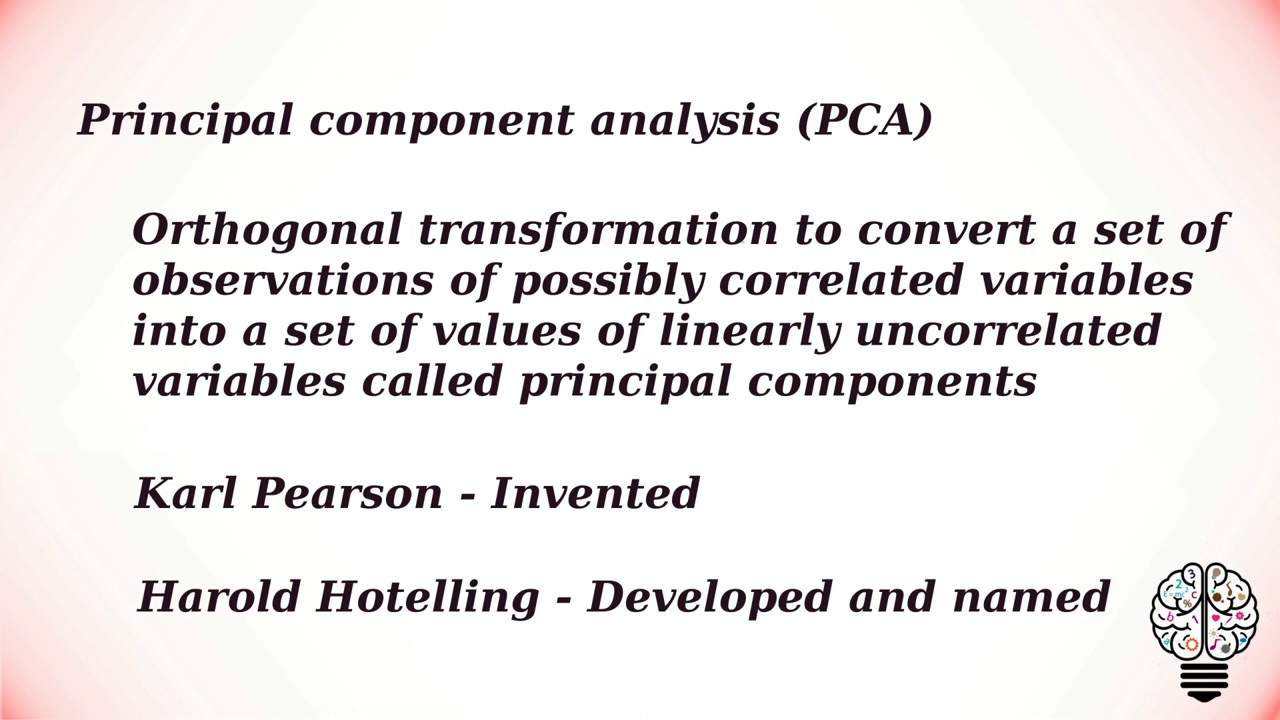 Principal component analysis (PCA)
Orthogonal transformation to convert a set of
observations of possibly correlated variables
into a set of values of linearly uncorrelated
variables called principal components
Karl Pearson - Invented
Harold Hotelling - Developed and named